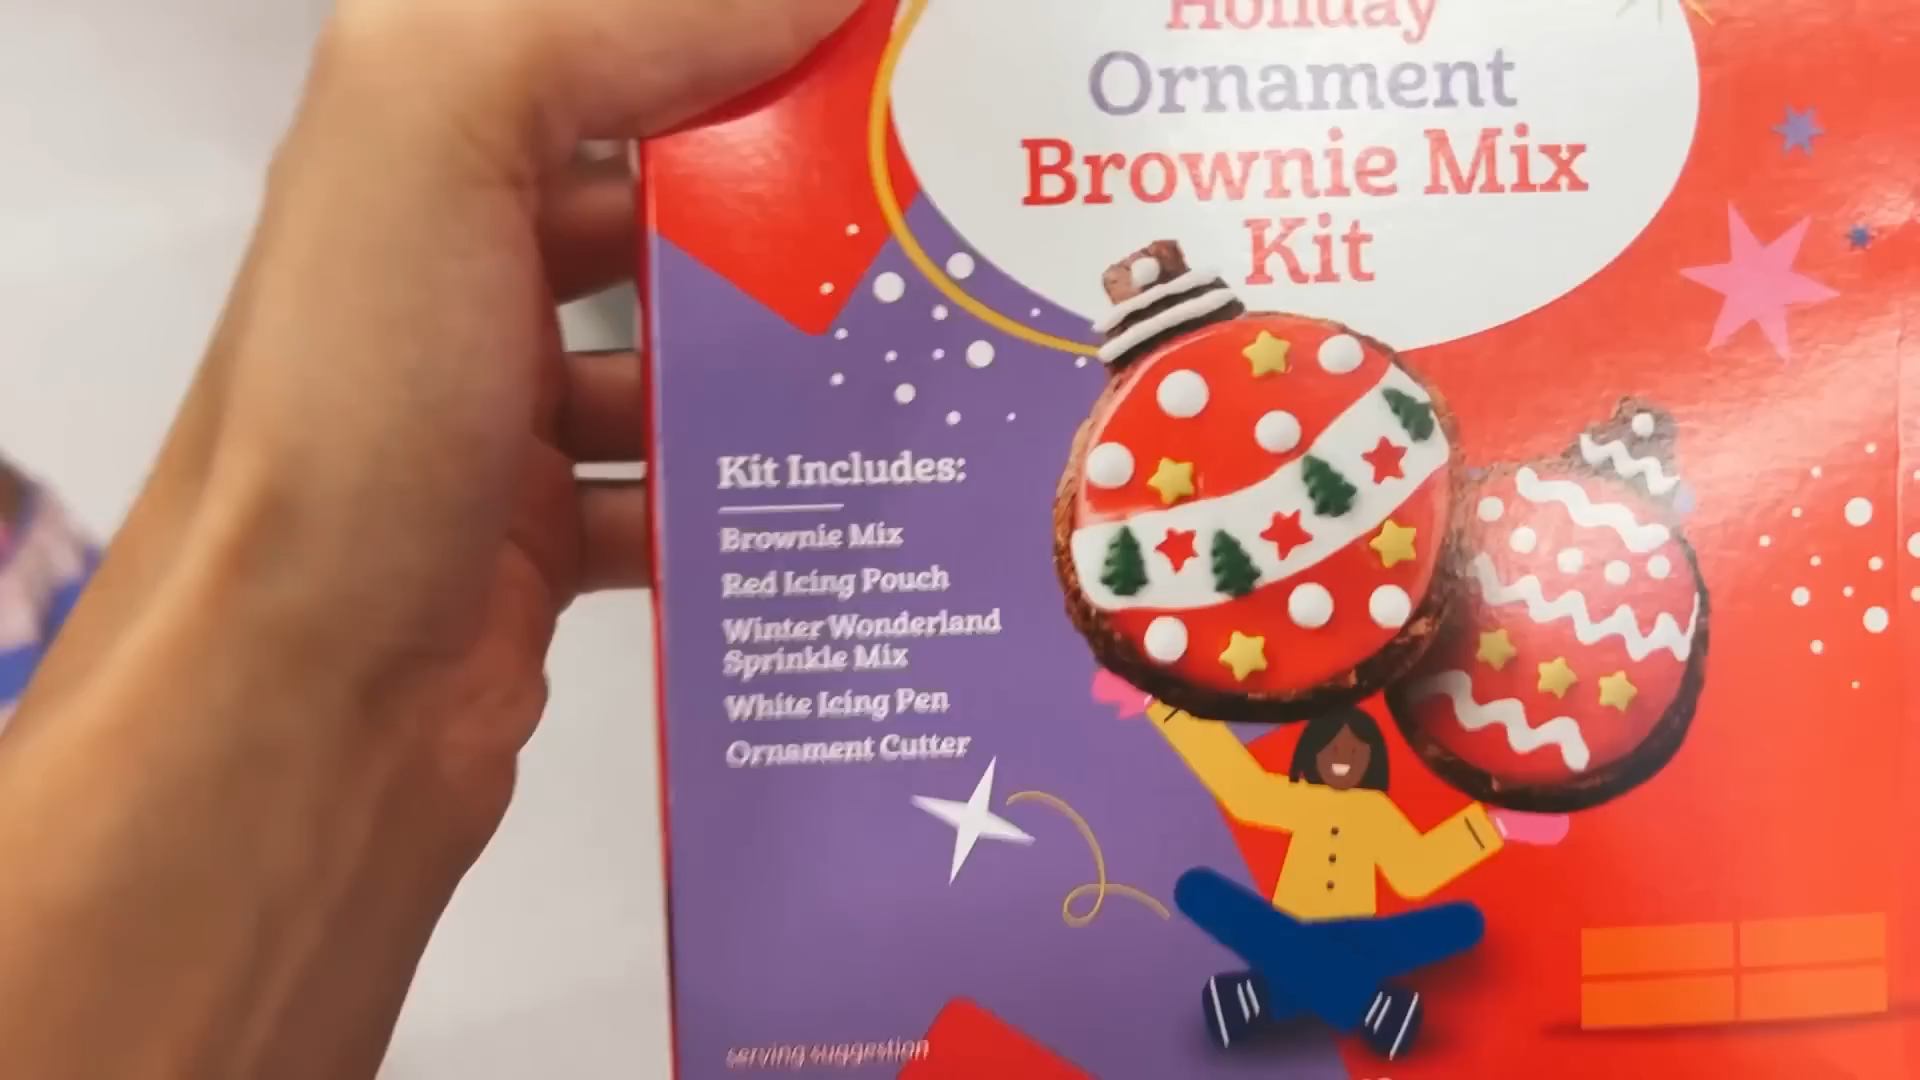 Holiday
Ornament
Brownie Mix
Kit
Kit Includes:
Brownie Mix
Red Icing Pouch
Winter Wonderland
Sprinkle Mix
White Icing Pen
Ornament Cutter
serving suggestion